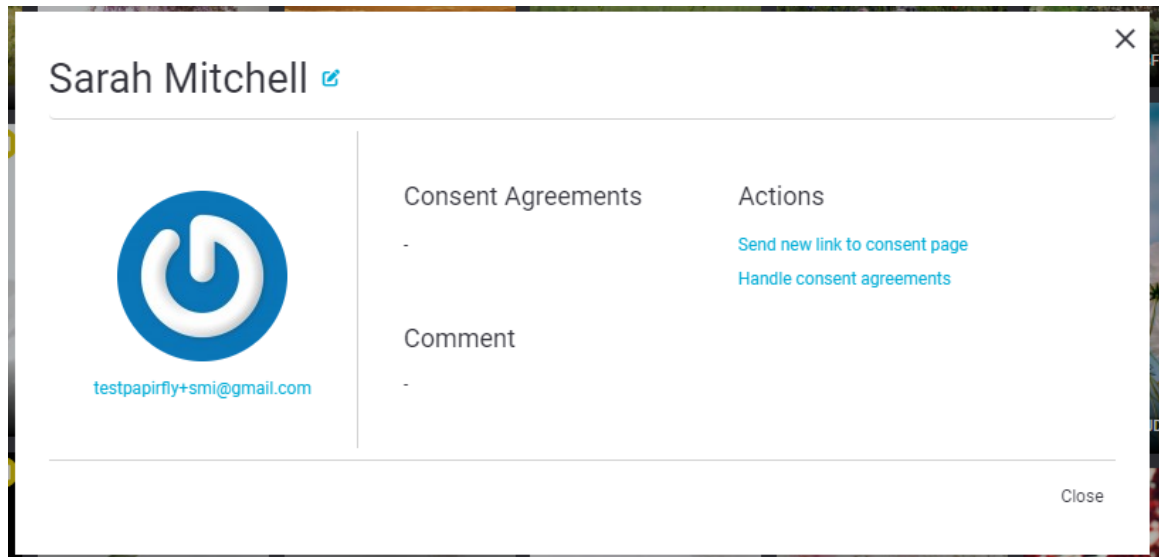 Sarah Mitchell
Consent Agreements
-
Actions
Send new link to consent page
Handle consent agreements
Comment
-
testpapirfly+smi@gmail.com
Close